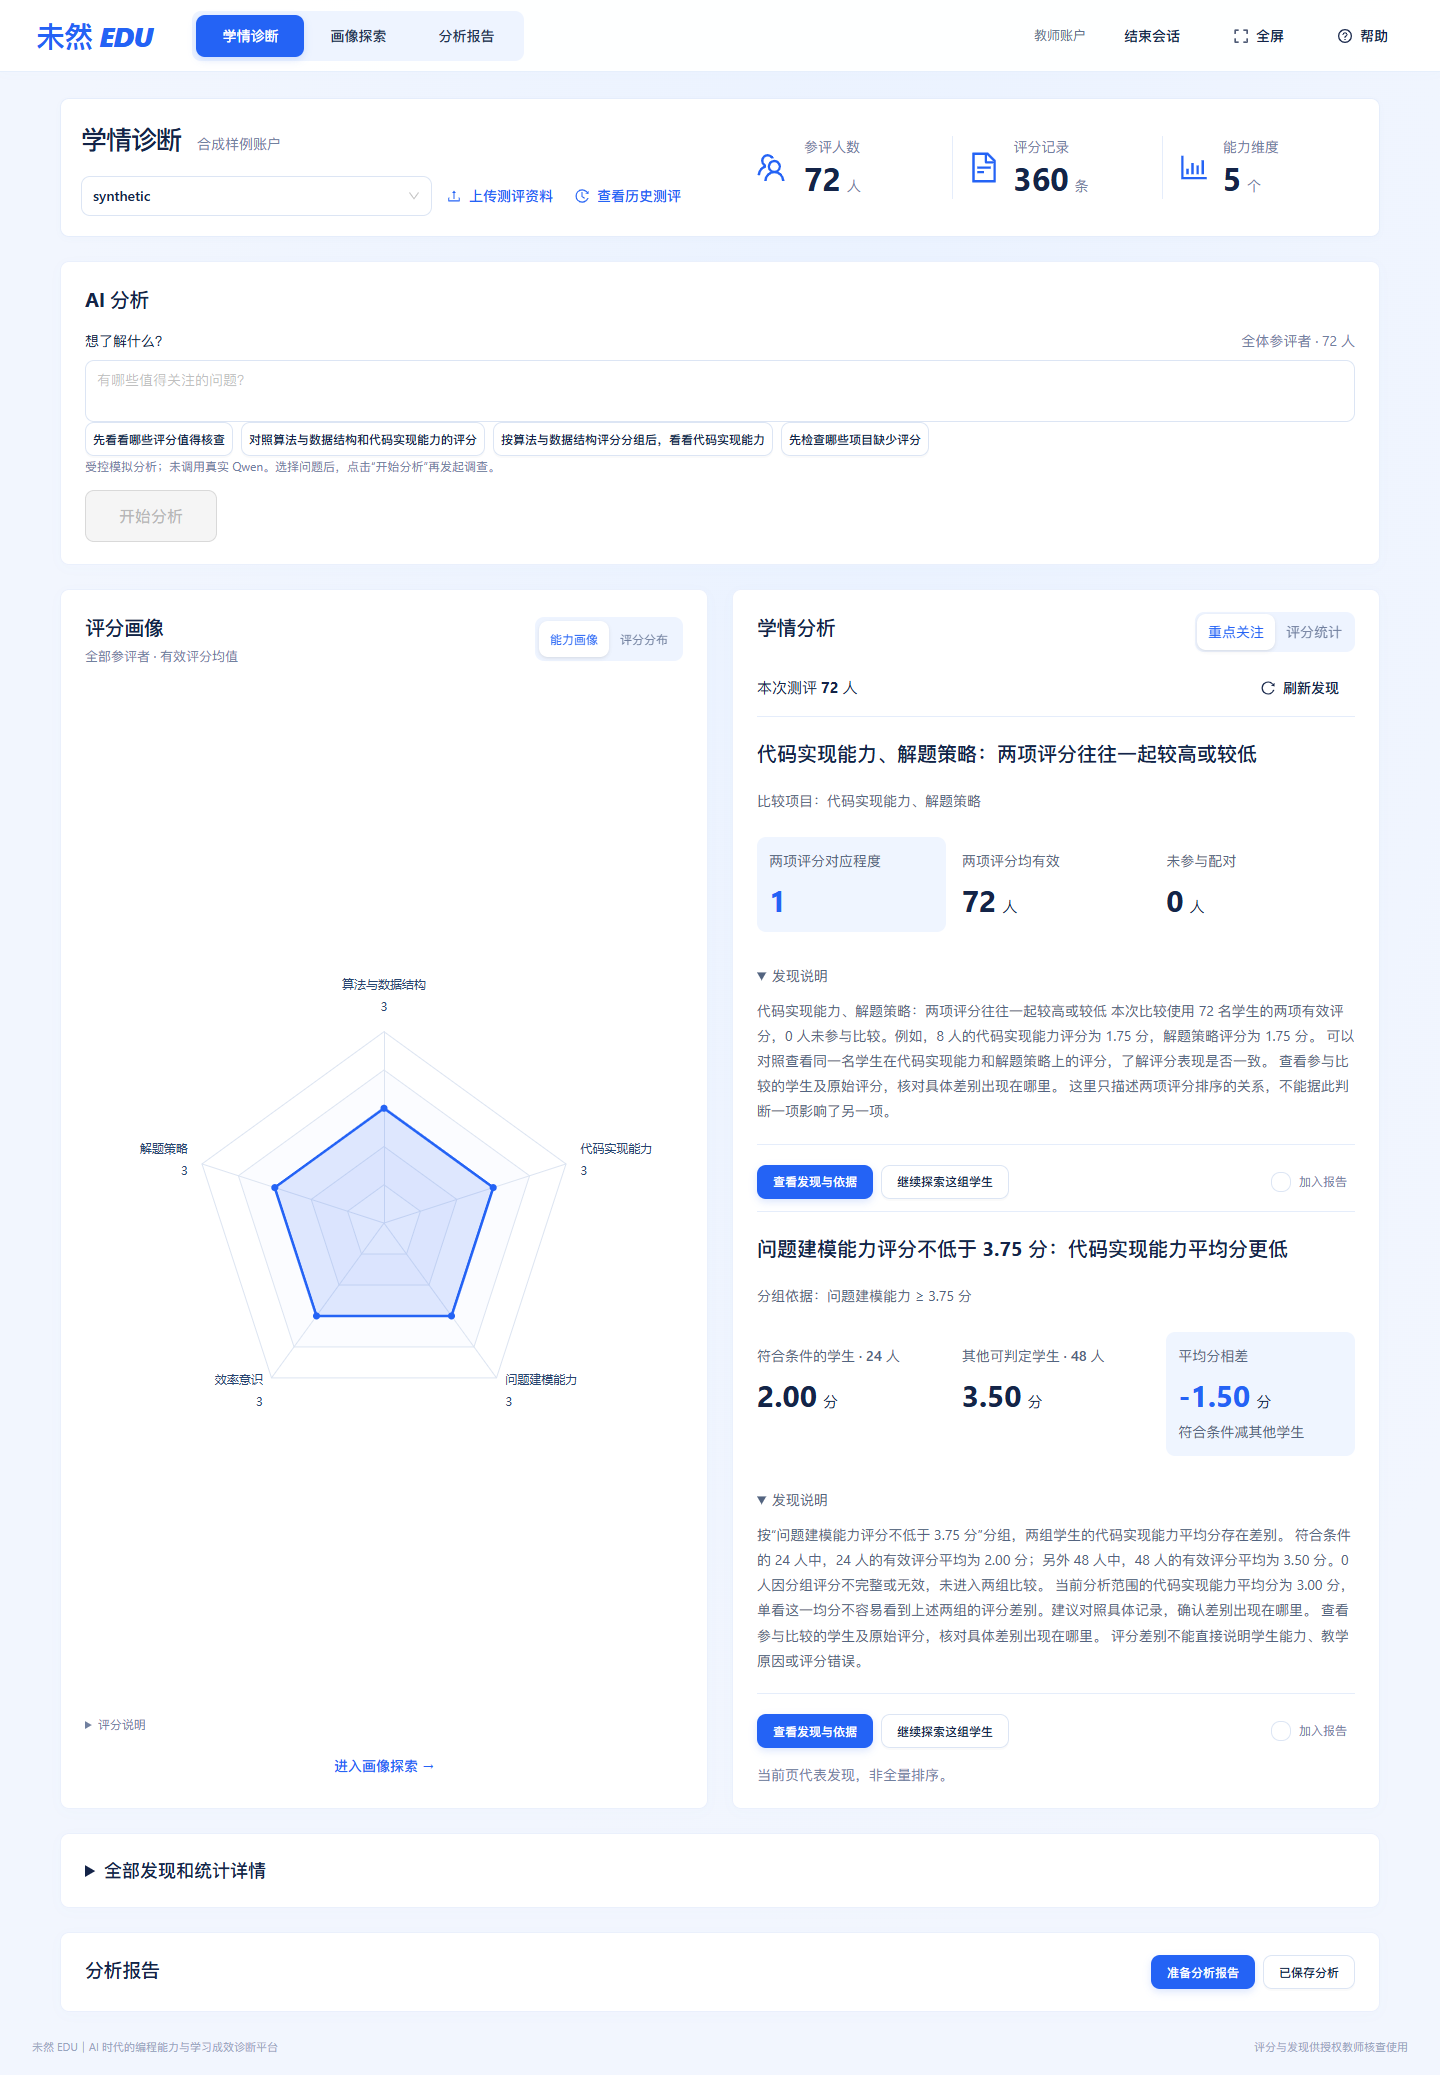 未然 EDU
学情诊断
画像探索
分析报告
教师账户
结束会话
全屏
帮助
学情诊断
合成样例账户
synthetic
上传测评资料
查看历史测评
参评人数
72 人
评分记录
360 条
能力维度
5 个
AI 分析
想了解什么？
全体参评者 · 72 人
有哪些值得关注的问题？
先看看哪些评分值得核查
对照算法与数据结构和代码实现能力的评分
按算法与数据结构评分分组后，看看代码实现能力
先检查哪些项目缺少评分
受控模拟分析；未调用真实 Qwen。选择问题后，点击“开始分析”再发起调查。
开始分析
评分画像
全部参评者 · 有效评分均值
能力画像
评分分布
算法与数据结构
3
解题策略
3
代码实现能力
3
效率意识
3
问题建模能力
3
评分说明
进入画像探索 →
学情分析
重点关注
评分统计
本次测评 72 人
刷新发现
代码实现能力、解题策略：两项评分往往一起较高或较低
比较项目：代码实现能力、解题策略
两项评分对应程度
1
两项评分均有效
72 人
未参与配对
0 人
▼ 发现说明
代码实现能力、解题策略：两项评分往往一起较高或较低 本次比较使用 72 名学生的两项有效评
分，0 人未参与比较。例如，8 人的代码实现能力评分为 1.75 分，解题策略评分为 1.75 分。 可以
对照查看同一名学生在代码实现能力和解题策略上的评分，了解评分表现是否一致。 查看参与比
较的学生及原始评分，核对具体差别出现在哪里。 这里只描述两项评分排序的关系，不能据此判
断一项影响了另一项。
查看发现与依据
继续探索这组学生
加入报告
问题建模能力评分不低于 3.75 分：代码实现能力平均分更低
分组依据：问题建模能力 ≥ 3.75 分
符合条件的学生 · 24 人
2.00 分
其他可判定学生 · 48 人
3.50 分
平均分相差
-1.50 分
符合条件减其他学生
▼ 发现说明
按“问题建模能力评分不低于 3.75 分”分组，两组学生的代码实现能力平均分存在差别。 符合条件
的 24 人中，24 人的有效评分平均为 2.00 分；另外 48 人中，48 人的有效评分平均为 3.50 分。0
人因分组评分不完整或无效，未进入两组比较。 当前分析范围的代码实现能力平均分为 3.00 分，
单看这一均分不容易看到上述两组的评分差别。建议对照具体记录，确认差别出现在哪里。 查看
参与比较的学生及原始评分，核对具体差别出现在哪里。 评分差别不能直接说明学生能力、教学
原因或评分错误。
查看发现与依据
继续探索这组学生
加入报告
当前页代表发现，非全量排序。
▶ 全部发现和统计详情
分析报告
准备分析报告
已保存分析
未然 EDU｜AI 时代的编程能力与学习成效诊断平台
评分与发现供授权教师核查使用